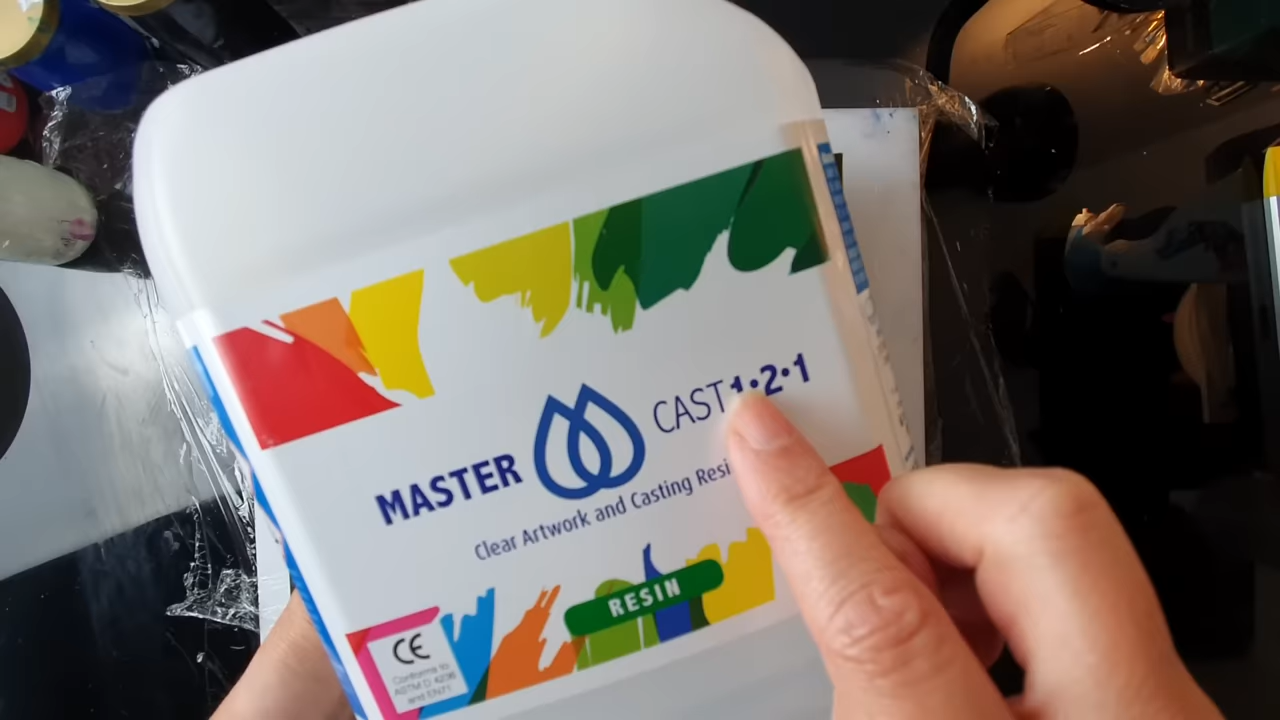 MASTER CAST 1•2•1
Clear Artwork and Casting Resi
RESIN
CE
Conforms to
ASTM D 4236
and EN71